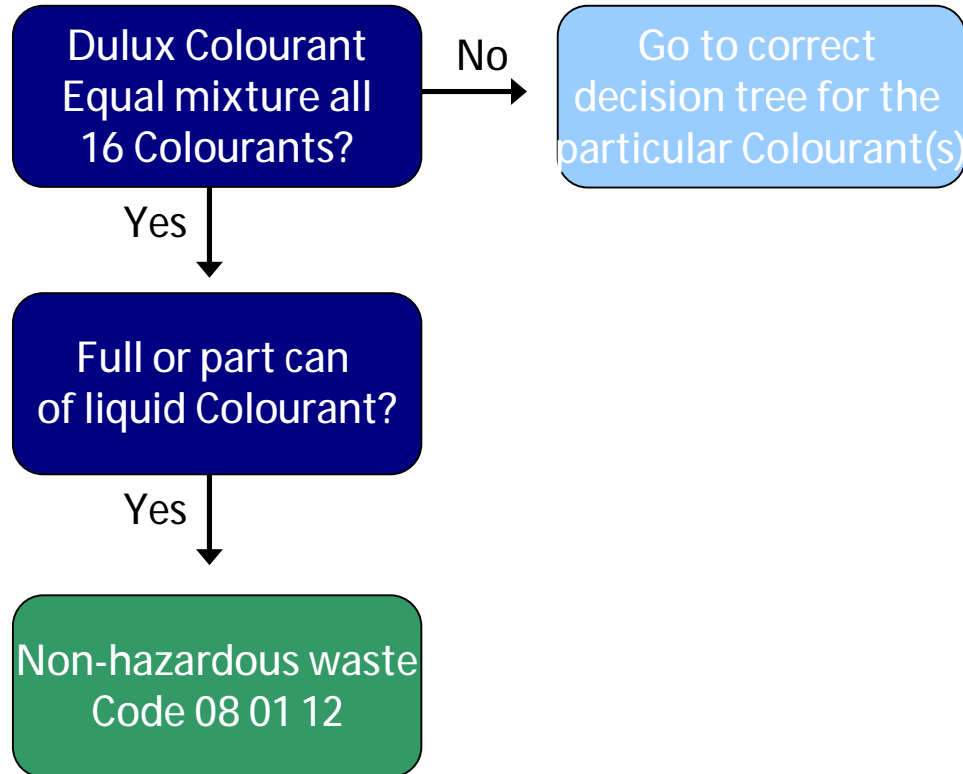 Dulux Colourant
Equal mixture all
16 Colourants?
No
Go to correct
decision tree for the
particular Colourant(s)
Yes
Full or part can
of liquid Colourant?
Yes
Non-hazardous waste
Code 08 01 12